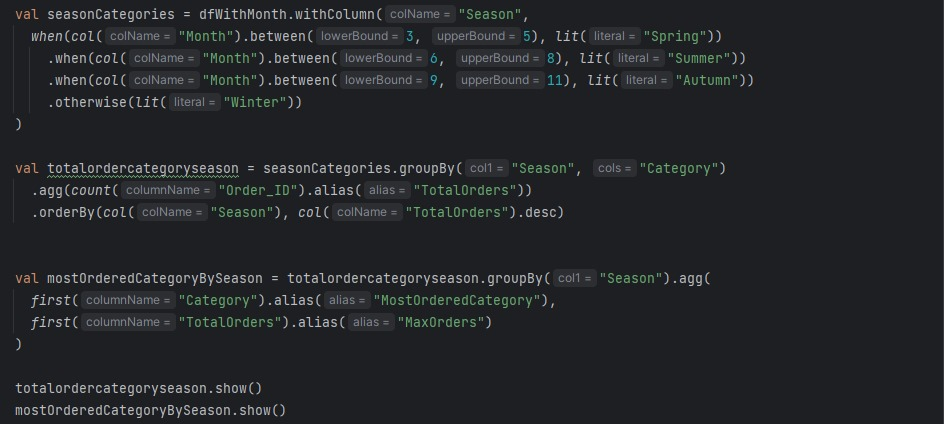 val seasonCategories = dfWithMonth.withColumn( colName = "Season",
when(col( colName = "Month").between( lowerBound = 3, upperBound = 5), lit( literal = "Spring"))
.when(col( colName = "Month").between( lowerBound = 6, upperBound = 8), lit( literal = "Summer"))
.when(col( colName = "Month").between( lowerBound = 9, upperBound = 11), lit( literal = "Autumn"))
.otherwise(lit( literal = "Winter"))
)
val totalordercategoryseason = seasonCategories.groupBy( col1 = "Season", cols = "Category")
.agg(count( columnName = "Order_ID").alias( alias = "TotalOrders"))
.orderBy(col( colName = "Season"), col( colName = "TotalOrders").desc)
val mostOrderedCategoryBySeason = totalordercategoryseason.groupBy( col1 = "Season").agg(
first( columnName = "Category").alias( alias = "MostOrderedCategory"),
first( columnName = "TotalOrders").alias( alias = "MaxOrders")
)
totalordercategoryseason.show()
mostOrderedCategoryBySeason.show()